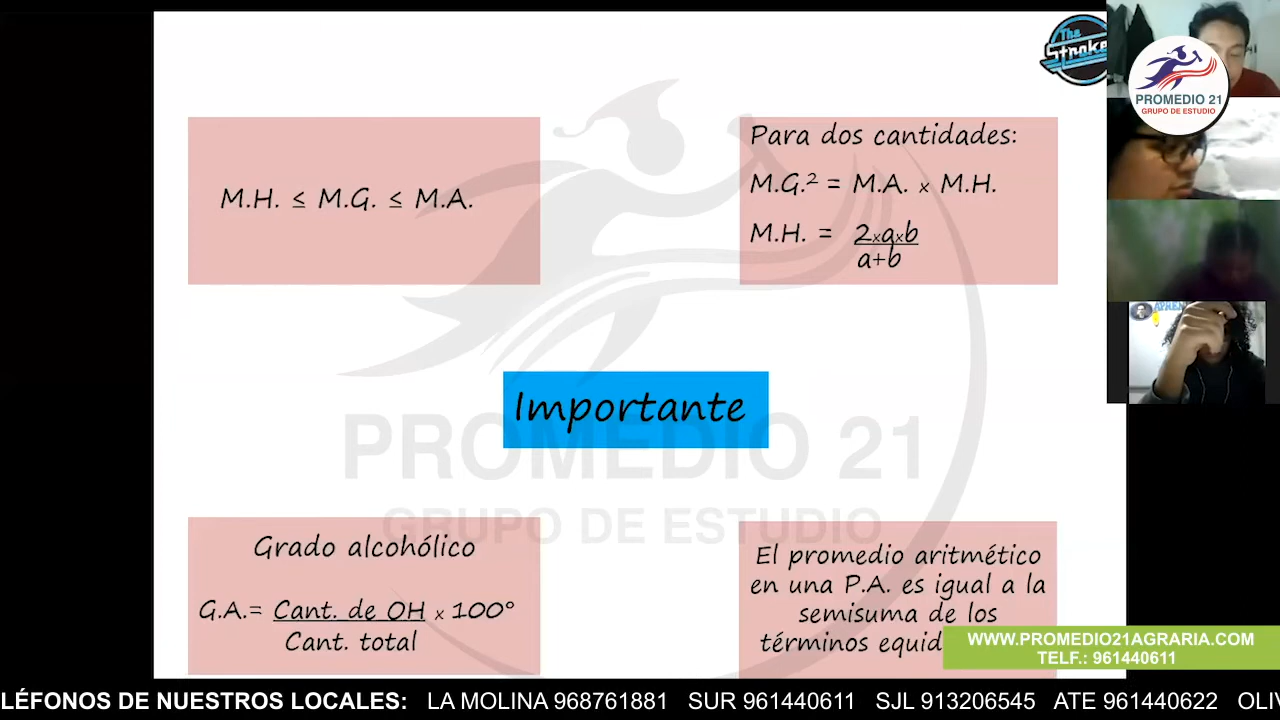 The
Stroke
PROMEDIO 21
GRUPO DE ESTUDIO
M.H. ≤ M.G. ≤ M.A.
Para dos cantidades:
M.G.² = M.A. × M.H.
M.H. = 2×a×b
a+b
Importante
PROMEDIO 21
GRUPO DE ESTUDIO
Grado alcohólico
G.A.= Cant. de OH × 100°
Cant. total
El promedio aritmético
en una P.A. es igual a la
semisuma de los
términos equid
WWW.PROMEDIO21AGRARIA.COM
TELF.: 961440611
LÉFONOS DE NUESTROS LOCALES: LA MOLINA 968761881 SUR 961440611 SJL 913206545 ATE 961440622 OLI